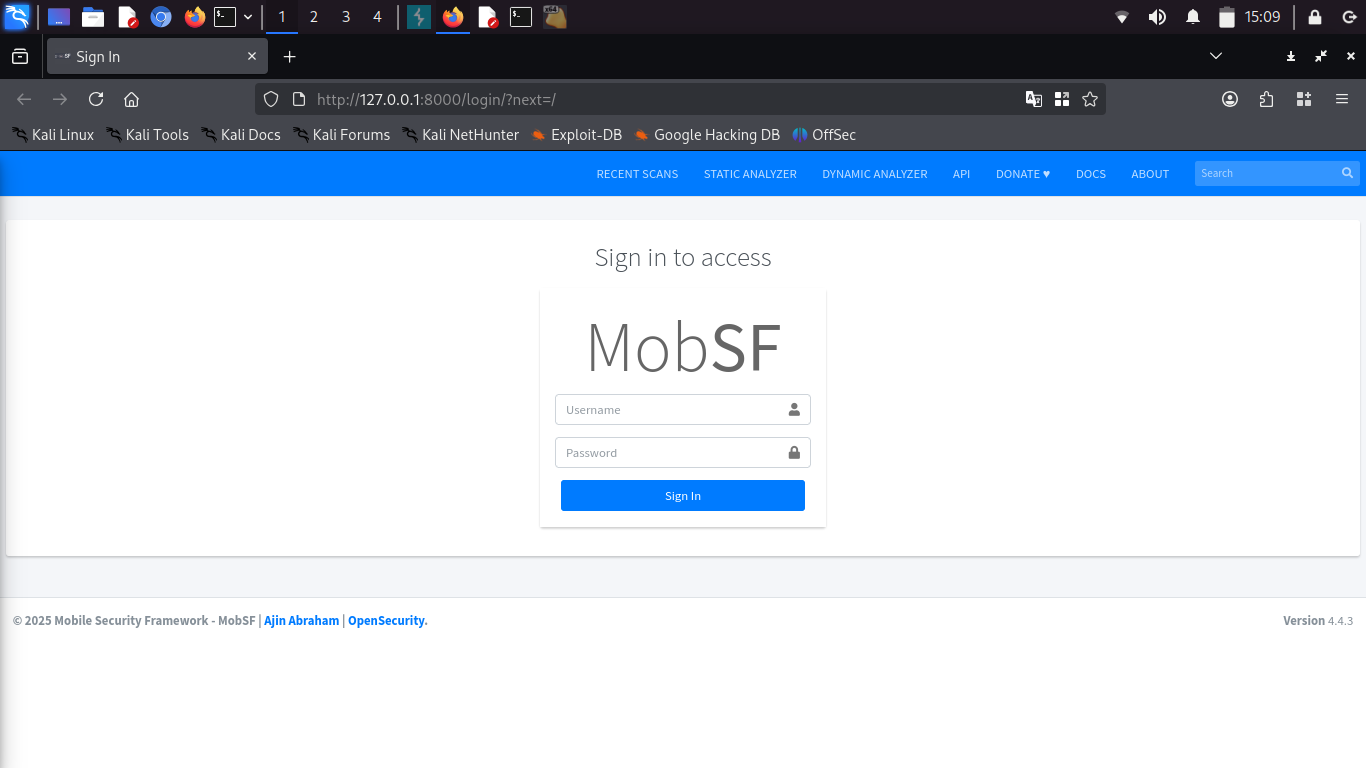 1 2 3 4 15:09
Sign In
http://127.0.0.1:8000/login/?next=/
Kali Linux Kali Tools Kali Docs Kali Forums Kali NetHunter Exploit-DB Google Hacking DB OffSec
RECENT SCANS STATIC ANALYZER DYNAMIC ANALYZER API DONATE ♥ DOCS ABOUT Search
Sign in to access
MobSF
Username
Password
Sign In
© 2025 Mobile Security Framework - MobSF | Ajin Abraham | OpenSecurity. Version 4.4.3